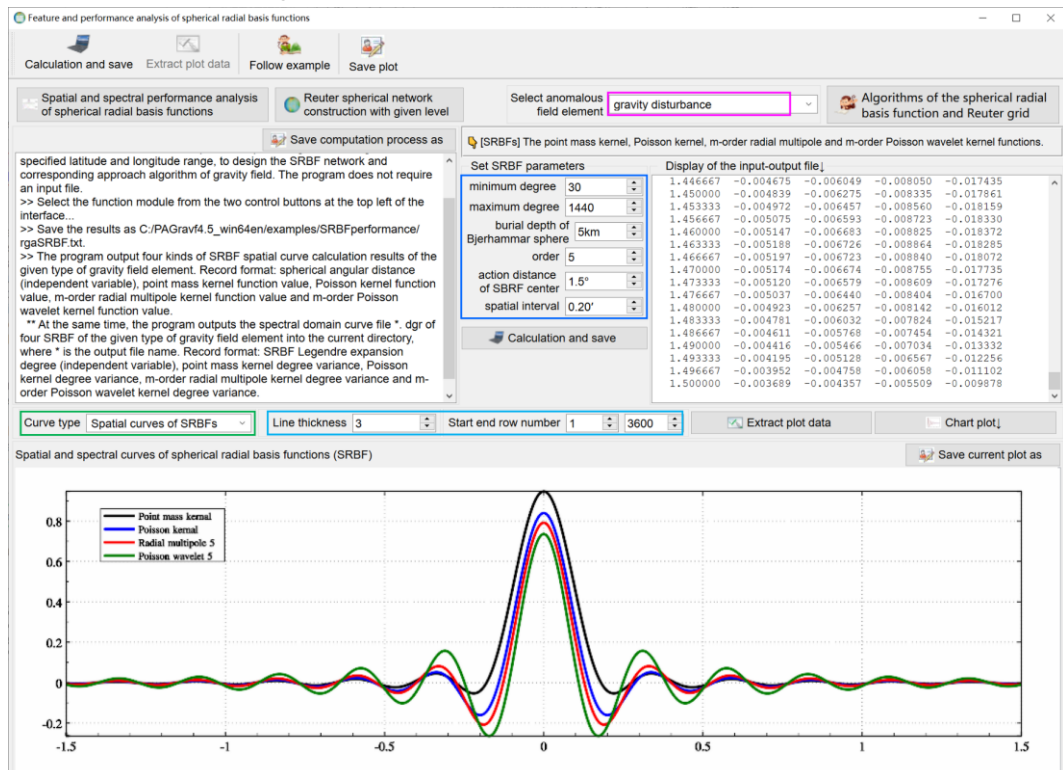 Feature and performance analysis of spherical radial basis functions
Calculation and save
Extract plot data
Follow example
Save plot
Spatial and spectral performance analysis
of spherical radial basis functions
Reuter spherical network
construction with given level
Select anomalous
field element
gravity disturbance
Algorithms of the spherical radial
basis function and Reuter grid
Save computation process as
[SRBFs] The point mass kernel, Poisson kernel, m-order radial multipole and m-order Poisson wavelet kernel functions.
specified latitude and longitude range, to design the SRBF network and
corresponding approach algorithm of gravity field. The program does not require
an input file.
>> Select the function module from the two control buttons at the top left of the
interface...
>> Save the results as C:/PAGravf4.5_win64en/examples/SRBFperformance/
rgaSRBF.txt.
>> The program output four kinds of SRBF spatial curve calculation results of the
given type of gravity field element. Record format: spherical angular distance
(independent variable), point mass kernel function value, Poisson kernel function
value, m-order radial multipole kernel function value and m-order Poisson
wavelet kernel function value.
** At the same time, the program outputs the spectral domain curve file *. dgr of
four SRBF of the given type of gravity field element into the current directory,
where * is the output file name. Record format: SRBF Legendre expansion
degree (independent variable), point mass kernel degree variance, Poisson
kernel degree variance, m-order radial multipole kernel degree variance and m-
order Poisson wavelet kernel degree variance.
Set SRBF parameters
minimum degree 30
maximum degree 1440
burial depth of
Bjerhammar sphere 5km
order 5
action distance
of SBRF center 1.5°
spatial interval 0.20′
Calculation and save
Display of the input-output file↓
1.446667 -0.004675 -0.006049 -0.008050 -0.017435
1.450000 -0.004839 -0.006275 -0.008335 -0.017861
1.453333 -0.004972 -0.006457 -0.008560 -0.018159
1.456667 -0.005075 -0.006593 -0.008723 -0.018330
1.460000 -0.005147 -0.006683 -0.008825 -0.018372
1.463333 -0.005188 -0.006726 -0.008864 -0.018285
1.466667 -0.005197 -0.006723 -0.008840 -0.018072
1.470000 -0.005174 -0.006674 -0.008755 -0.017735
1.473333 -0.005120 -0.006579 -0.008609 -0.017276
1.476667 -0.005037 -0.006440 -0.008404 -0.016700
1.480000 -0.004923 -0.006257 -0.008142 -0.016012
1.483333 -0.004781 -0.006032 -0.007824 -0.015217
1.486667 -0.004611 -0.005768 -0.007454 -0.014321
1.490000 -0.004416 -0.005466 -0.007034 -0.013332
1.493333 -0.004195 -0.005128 -0.006567 -0.012256
1.496667 -0.003952 -0.004758 -0.006058 -0.011102
1.500000 -0.003689 -0.004357 -0.005509 -0.009878
Curve type Spatial curves of SRBFs
Line thickness 3
Start end row number 1 3600
Extract plot data
Chart plot↓
Spatial and spectral curves of spherical radial basis functions (SRBF)
Save current plot as
Point mass kernal
Poisson kernal
Radial multipole 5
Poisson wavelet 5
0.8
0.6
0.4
0.2
0
-0.2
-1.5 -1 -0.5 0 0.5 1 1.5